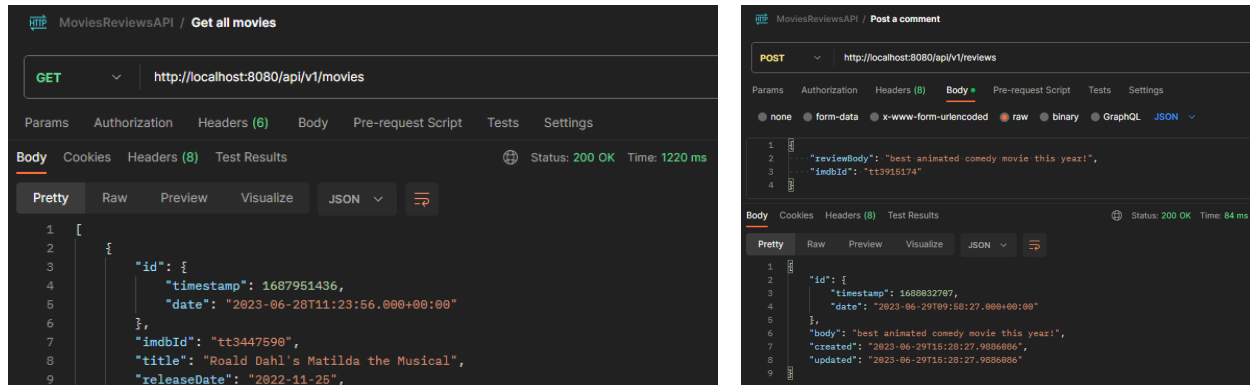 MoviesReviewsAPI / Get all movies
GET http://localhost:8080/api/v1/movies
Params Authorization Headers (6) Body Pre-request Script Tests Settings
Body Cookies Headers (8) Test Results Status: 200 OK Time: 1220 ms
Pretty Raw Preview Visualize JSON
1 [
2 {
3 "id": {
4 "timestamp": 1687951436,
5 "date": "2023-06-28T11:23:56.000+00:00"
6 },
7 "imdbId": "tt3447590",
8 "title": "Roald Dahl's Matilda the Musical",
9 "releaseDate": "2022-11-25",
MoviesReviewsAPI / Post a comment
POST http://localhost:8080/api/v1/reviews
Params Authorization Headers (8) Body Pre-request Script Tests Settings
none form-data x-www-form-urlencoded raw binary GraphQL JSON
1 {
2 "reviewBody": "best animated comedy movie this year!",
3 "imdbId": "tt3915174"
4 }
Body Cookies Headers (8) Test Results Status: 200 OK Time: 84 ms
Pretty Raw Preview Visualize JSON
1 {
2 "id": {
3 "timestamp": 1688032707,
4 "date": "2023-06-29T09:58:27.000+00:00"
5 },
6 "body": "best animated comedy movie this year!",
7 "created": "2023-06-29T15:28:27.9886086",
8 "updated": "2023-06-29T15:28:27.9886086"
9 }